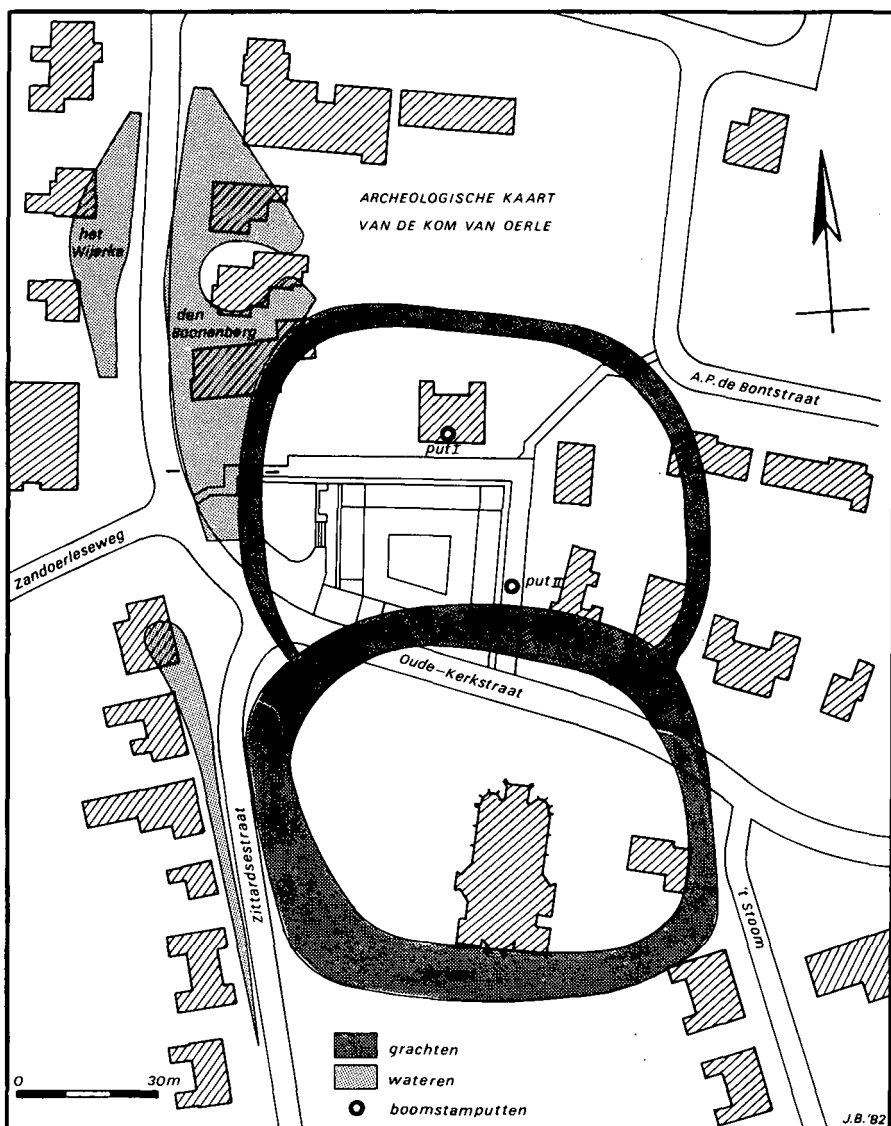 ARCHEOLOGISCHE KAART
VAN DE KOM VAN OERLE
het
Wijerke
den
Boonenberg
A.P. de Bontstraat
put I
Zandoerleseweg
put II
Oude–Kerkstraat
Zittardsestraat
't Stoom
grachten
wateren
boomstamputten
0 30m
J.B.'82